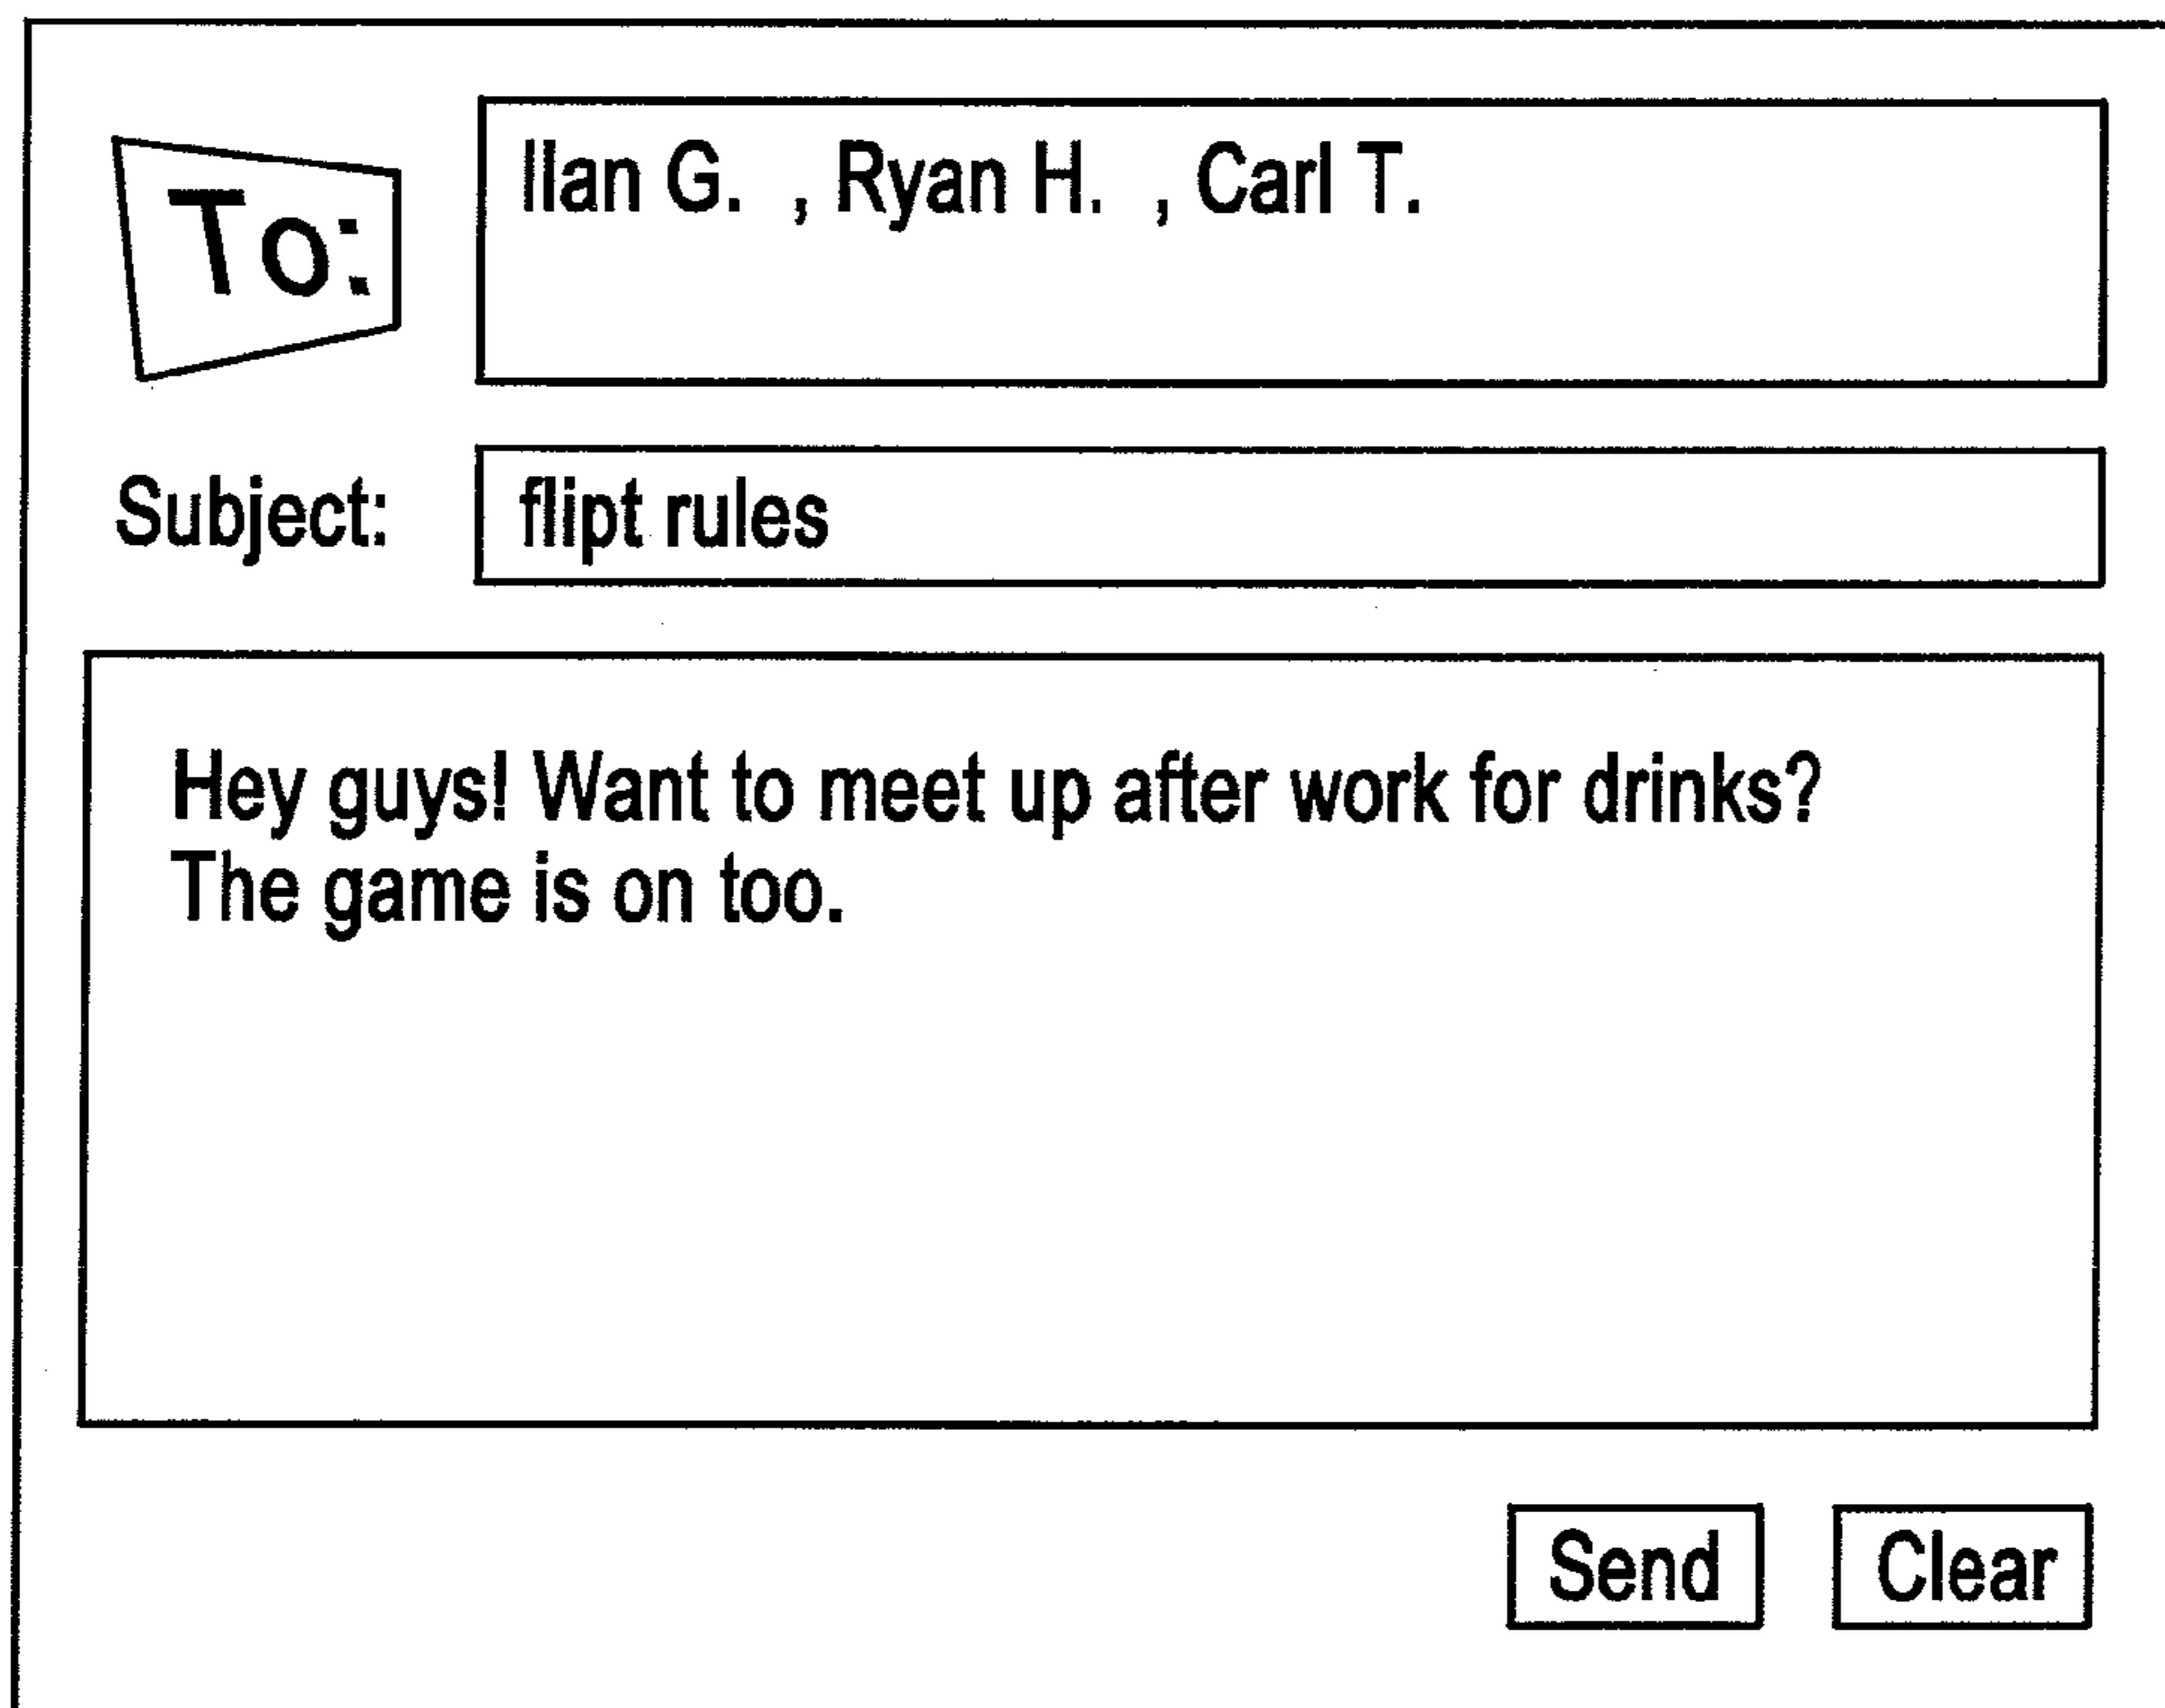 To:
Ilan G. , Ryan H. , Carl T.
Subject:
flipt rules
Hey guys! Want to meet up after work for drinks?
The game is on too.
Send
Clear